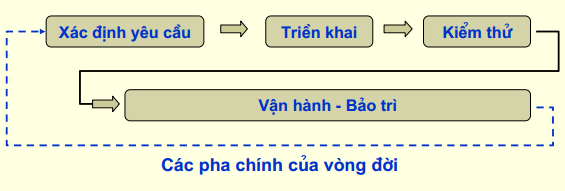 Xác định yêu cầu
Triển khai
Kiểm thử
Vận hành - Bảo trì
Các pha chính của vòng đời